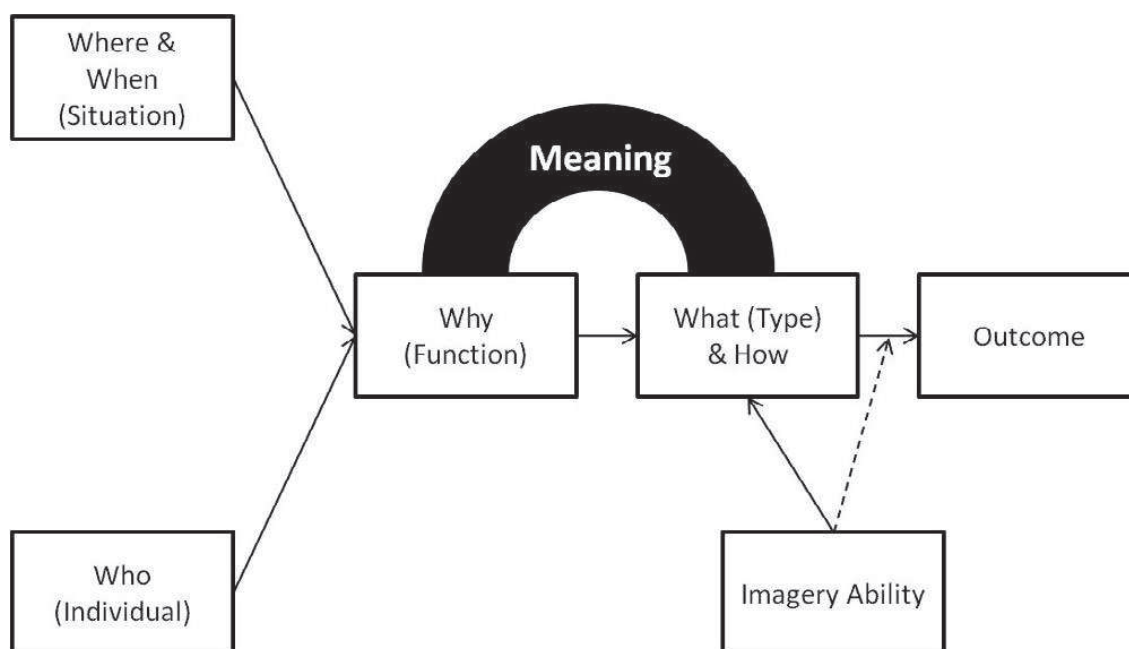 Where &
When
(Situation)
Meaning
Why
(Function)
What (Type)
& How
Outcome
Who
(Individual)
Imagery Ability